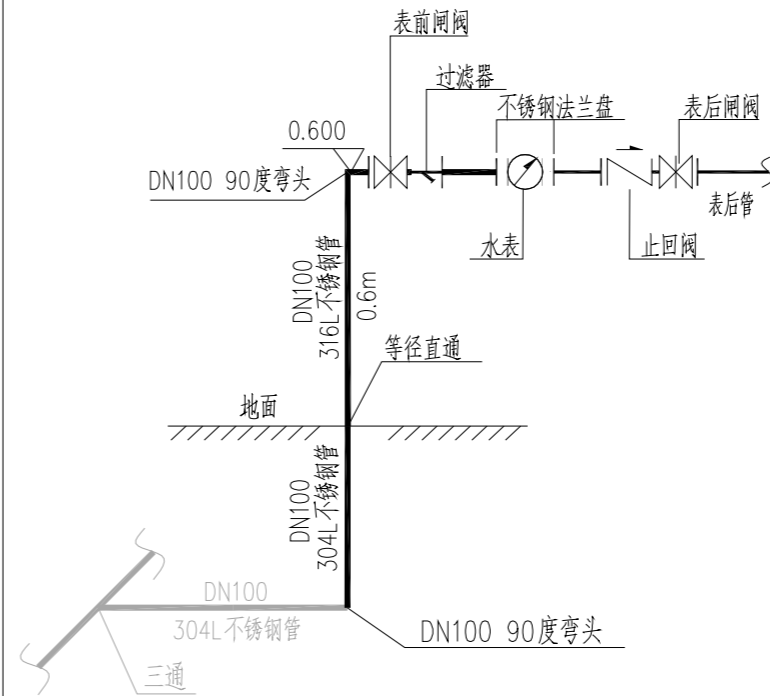 表前闸阀
过滤器
不锈钢法兰盘
表后闸阀
0.600
DN100 90度弯头
表后管
水表
止回阀
DN100
316L不锈钢管
0.6m
等径直通
地面
DN100
304L不锈钢管
DN100
304L不锈钢管
DN100 90度弯头
三通